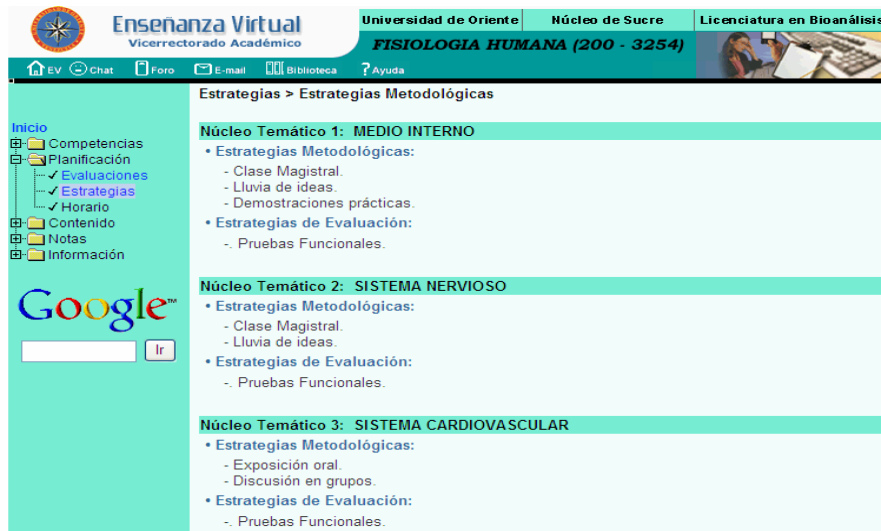 Enseñanza Virtual
Vicerrectorado Académico
Universidad de Oriente
Núcleo de Sucre
Licenciatura en Bioanálisis
FISIOLOGIA HUMANA (200 - 3254)
EV Chat Foro E-mail Biblioteca ? Ayuda
Estrategias > Estrategias Metodológicas
Inicio
Competencias
Planificación
Evaluaciones
Estrategias
Horario
Contenido
Notas
Información
Google™
Ir
Núcleo Temático 1: MEDIO INTERNO
• Estrategias Metodológicas:
- Clase Magistral.
- Lluvia de ideas.
- Demostraciones prácticas.
• Estrategias de Evaluación:
-. Pruebas Funcionales.
Núcleo Temático 2: SISTEMA NERVIOSO
• Estrategias Metodológicas:
- Clase Magistral.
- Lluvia de ideas.
• Estrategias de Evaluación:
-. Pruebas Funcionales.
Núcleo Temático 3: SISTEMA CARDIOVASCULAR
• Estrategias Metodológicas:
- Exposición oral.
- Discusión en grupos.
• Estrategias de Evaluación:
-. Pruebas Funcionales.